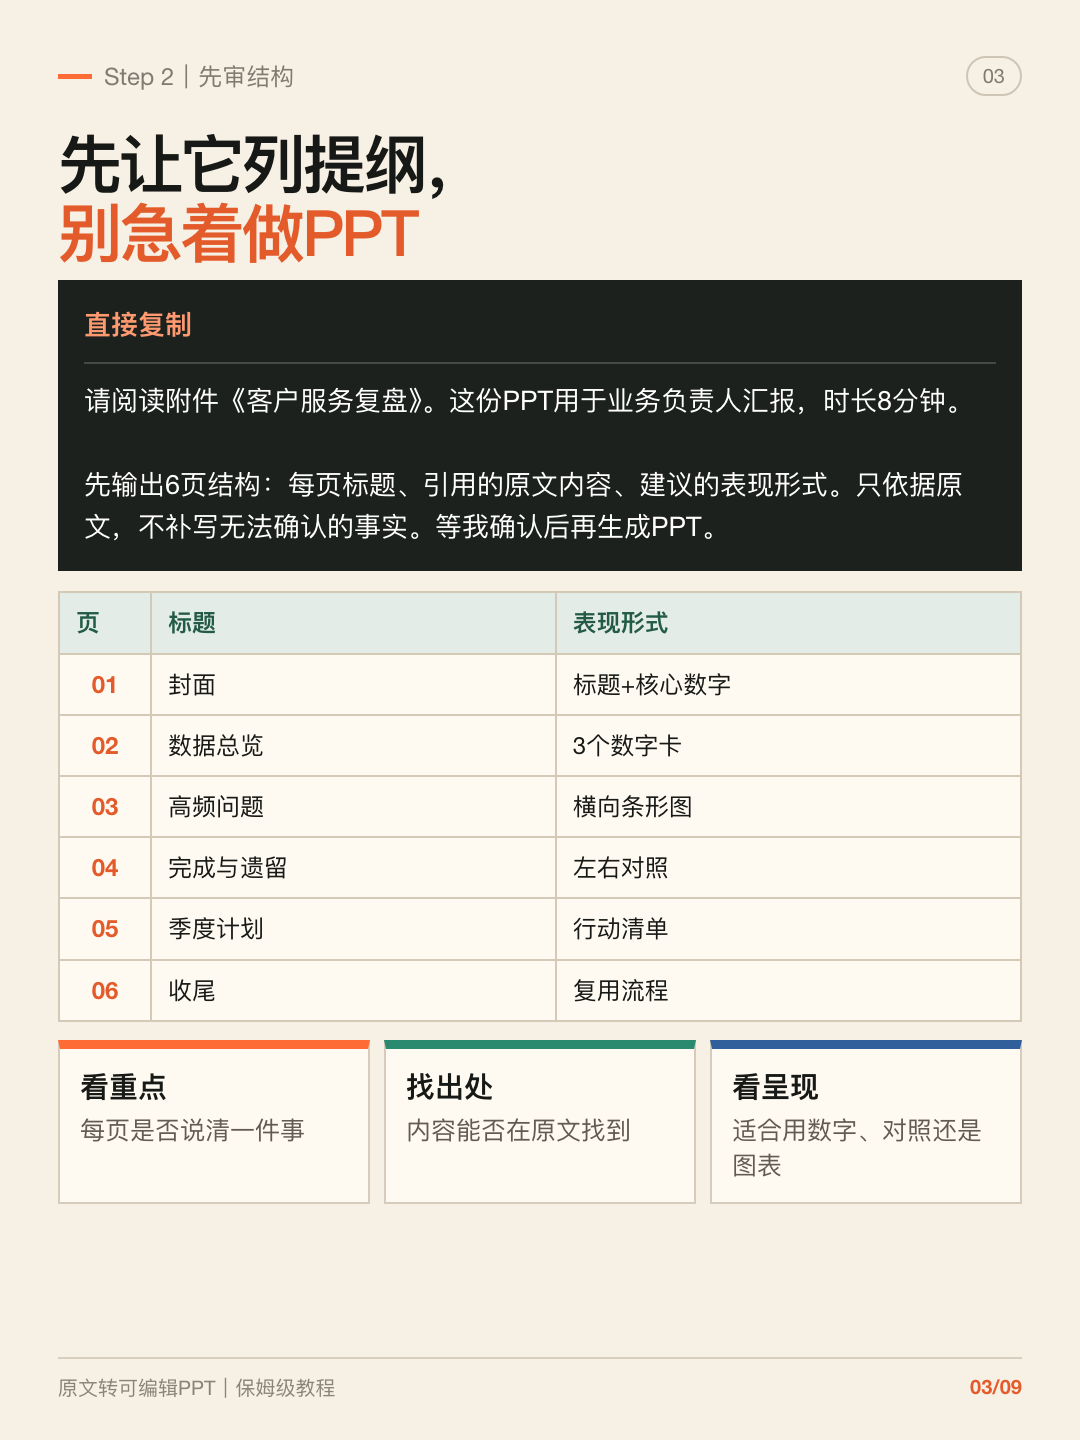 Step 2｜先审结构
03
先让它列提纲，
别急着做PPT
直接复制
请阅读附件《客户服务复盘》。这份PPT用于业务负责人汇报，时长8分钟。
先输出6页结构：每页标题、引用的原文内容、建议的表现形式。只依据原
文，不补写无法确认的事实。等我确认后再生成PPT。
页 标题 表现形式
01 封面 标题+核心数字
02 数据总览 3个数字卡
03 高频问题 横向条形图
04 完成与遗留 左右对照
05 季度计划 行动清单
06 收尾 复用流程
看重点
每页是否说清一件事
找出处
内容能否在原文找到
看呈现
适合用数字、对照还是
图表
原文转可编辑PPT｜保姆级教程
03/09